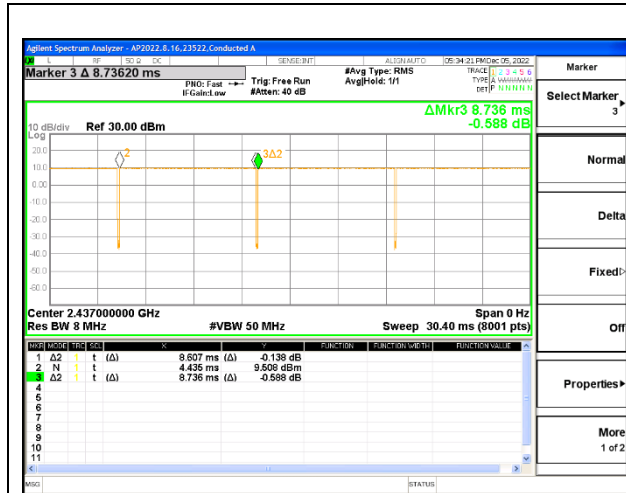 Agilent Spectrum Analyzer - AP2022.8.16,23522,Conducted A
L RF 50 Ω DC SENSE:INT ALIGN AUTO 05:34:21 PM Dec 05, 2022
Marker 3 Δ 8.73620 ms
PNO: Fast
IFGain:Low
Trig: Free Run
#Atten: 40 dB
#Avg Type: RMS
Avg|Hold: 1/1
TRACE 1 2 3 4 5 6
TYPE A WWWWW
DET P N N N N N
ΔMkr3 8.736 ms
-0.588 dB
10 dB/div Ref 30.00 dBm
Log
20.0
10.0
0.00
-10.0
-20.0
-30.0
-40.0
-50.0
-60.0
2
3Δ2
Center 2.437000000 GHz Span 0 Hz
Res BW 8 MHz #VBW 50 MHz Sweep 30.40 ms (8001 pts)
MKR MODE TRC SCL X Y FUNCTION FUNCTION WIDTH FUNCTION VALUE
1 Δ2 1 t (Δ) 8.607 ms (Δ) -0.138 dB
2 N 1 t 4.435 ms 9.508 dBm
3 Δ2 1 t (Δ) 8.736 ms (Δ) -0.588 dB
4
5
6
7
8
9
10
11
MSG STATUS
Marker
Select Marker
3
Normal
Delta
Fixed
Off
Properties
More
1 of 2